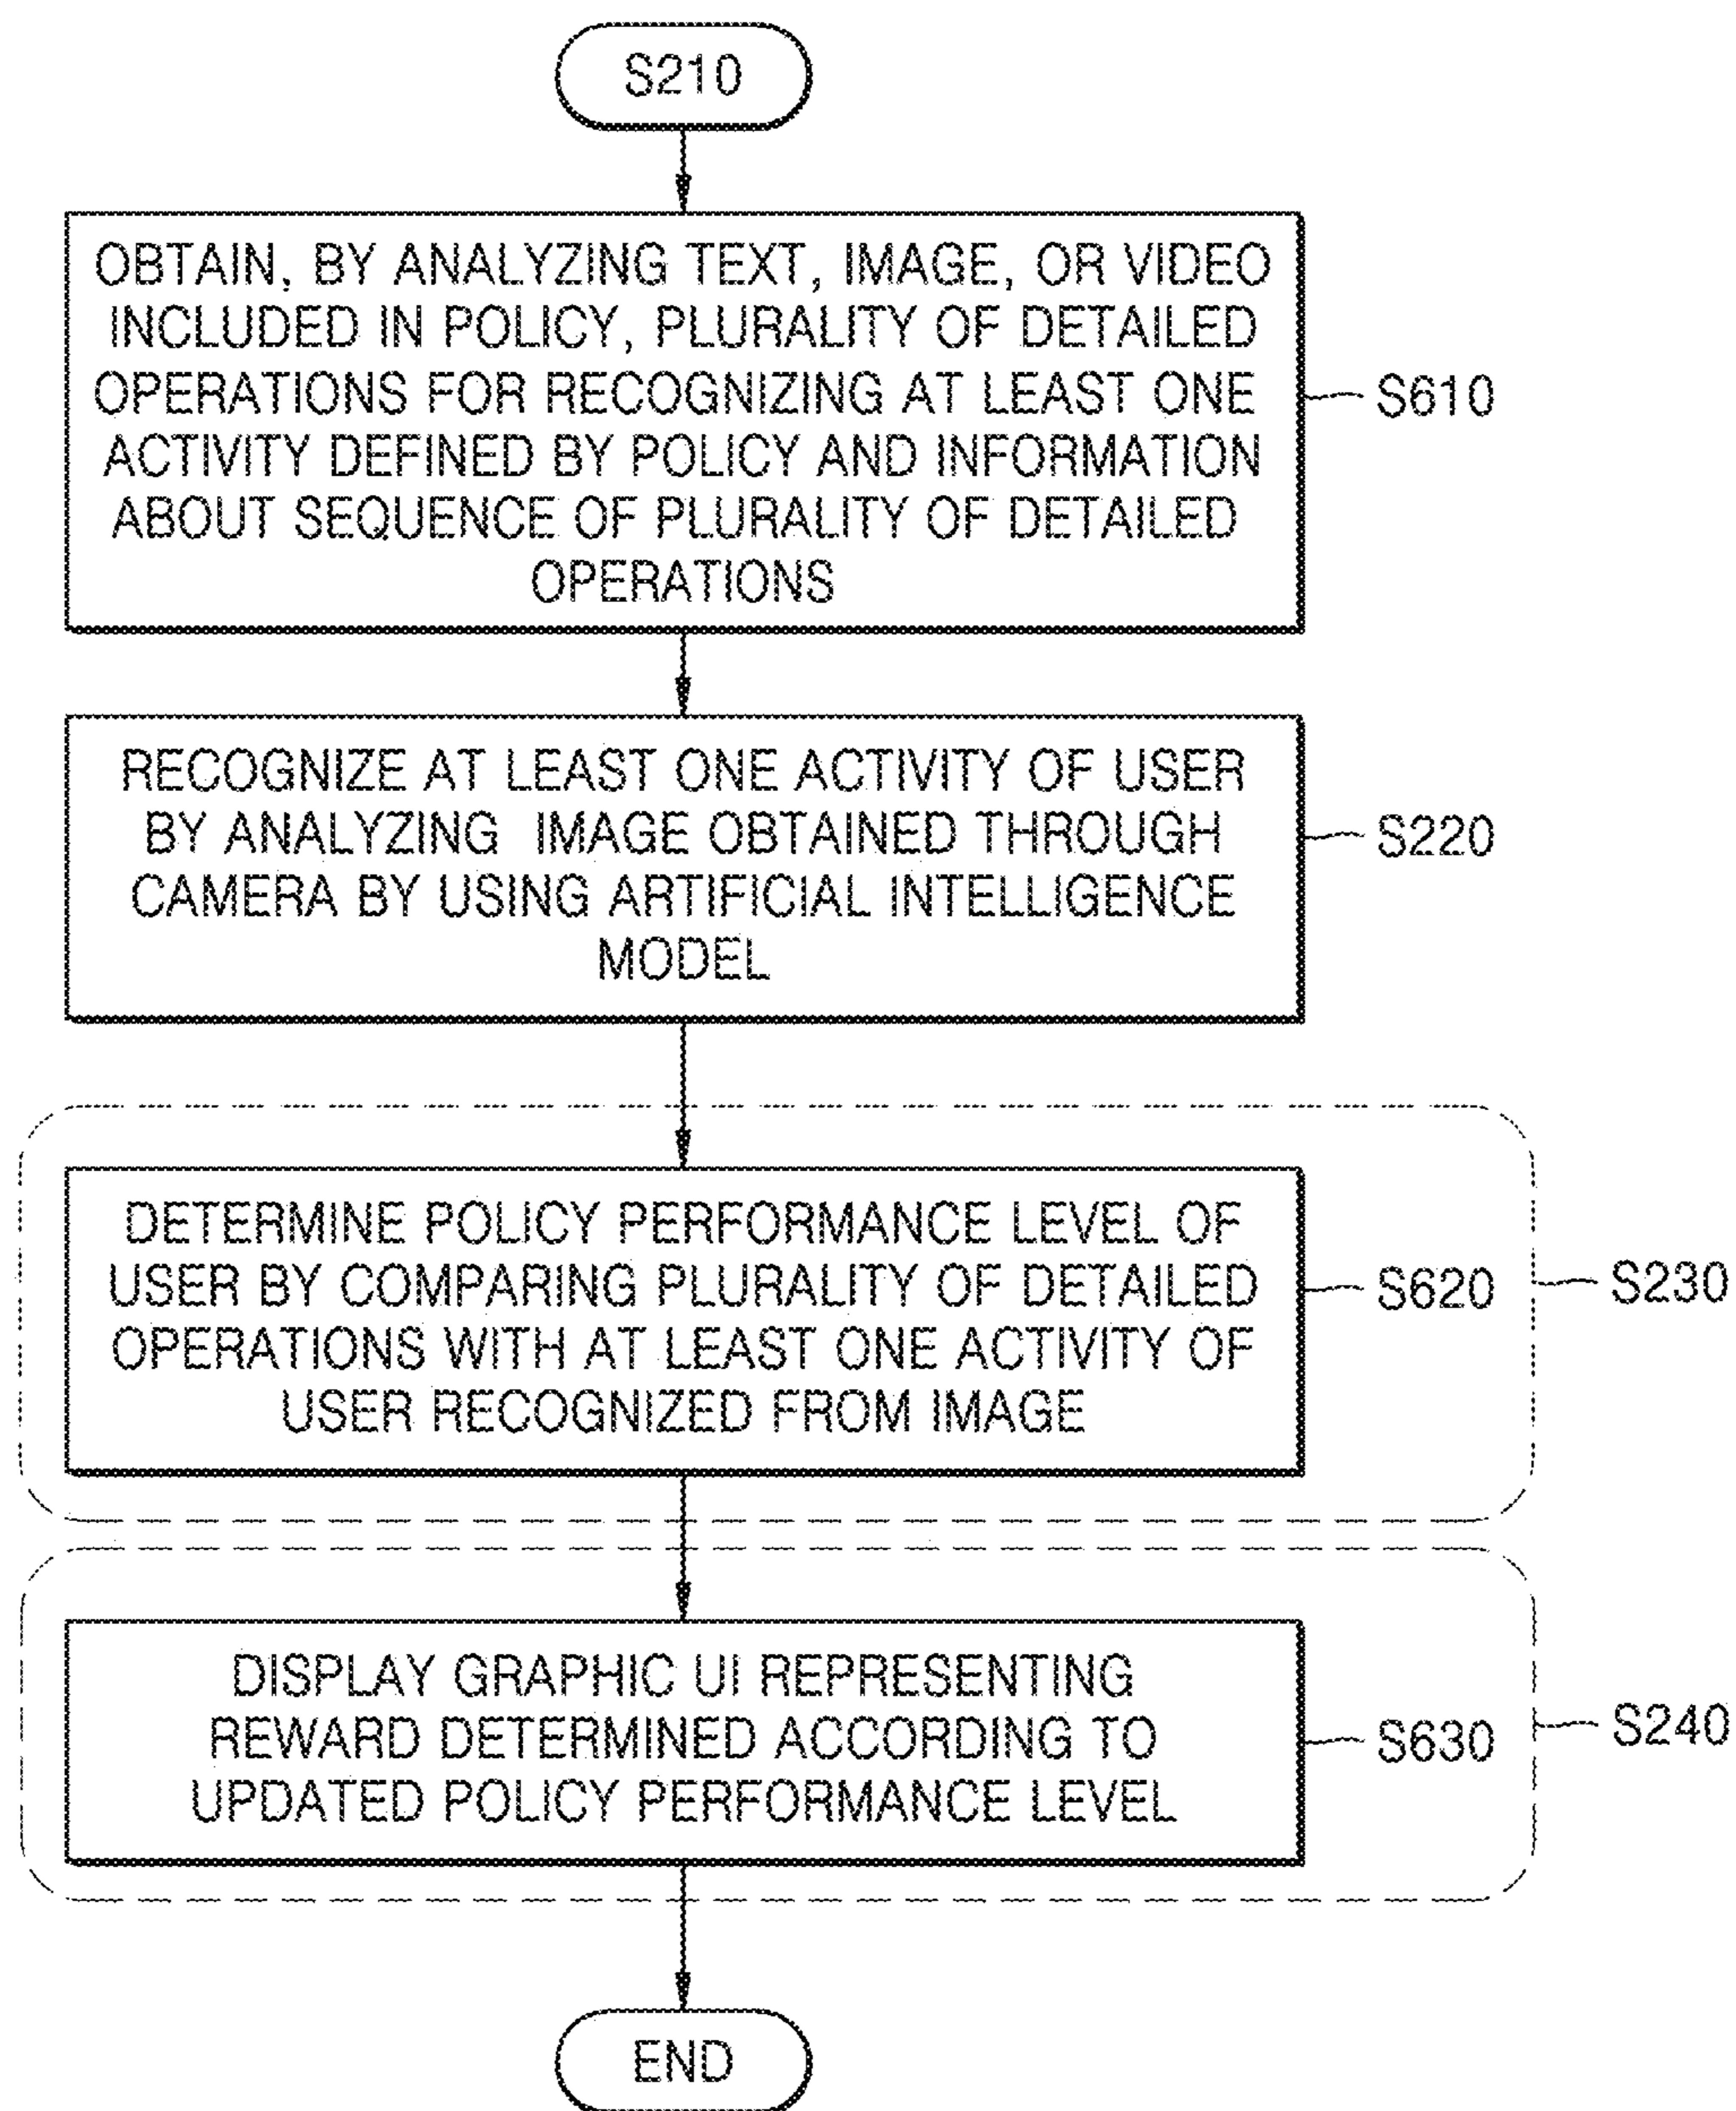 S210
OBTAIN, BY ANALYZING TEXT, IMAGE, OR VIDEO
INCLUDED IN POLICY, PLURALITY OF DETAILED
OPERATIONS FOR RECOGNIZING AT LEAST ONE
ACTIVITY DEFINED BY POLICY AND INFORMATION
ABOUT SEQUENCE OF PLURALITY OF DETAILED
OPERATIONS
S610
RECOGNIZE AT LEAST ONE ACTIVITY OF USER
BY ANALYZING IMAGE OBTAINED THROUGH
CAMERA BY USING ARTIFICIAL INTELLIGENCE
MODEL
S220
DETERMINE POLICY PERFORMANCE LEVEL OF
USER BY COMPARING PLURALITY OF DETAILED
OPERATIONS WITH AT LEAST ONE ACTIVITY OF
USER RECOGNIZED FROM IMAGE
S620
S230
DISPLAY GRAPHIC UI REPRESENTING
REWARD DETERMINED ACCORDING TO
UPDATED POLICY PERFORMANCE LEVEL
S630
S240
END